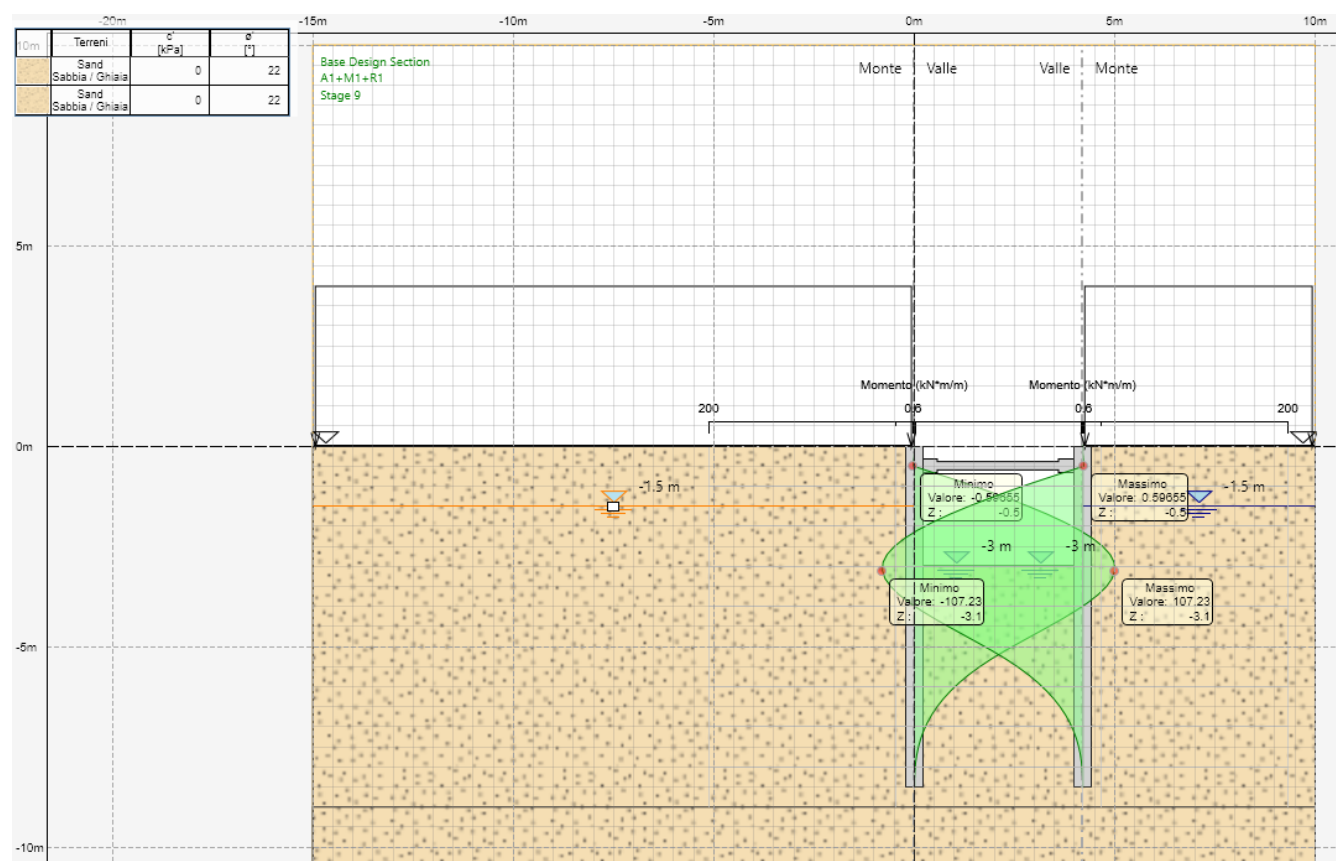 -20m
-15m
-10m
-5m
0m
5m
10m
10m
Terreni
c'
[kPa]
ø'
[°]
Sand
Sabbia / Ghiaia
0
22
Sand
Sabbia / Ghiaia
0
22
Base Design Section
A1+M1+R1
Stage 9
Monte
Valle
Valle
Monte
5m
Momento (kN*m/m)
Momento (kN*m/m)
200
0.6
0.6
200
0m
-1.5 m
Minimo
Valore: -0.59655
Z : -0.5
Massimo
Valore: 0.59655
Z : -0.5
-1.5 m
-3 m
-3 m
Minimo
Valore: -107.23
Z : -3.1
Massimo
Valore: 107.23
Z : -3.1
-5m
-10m